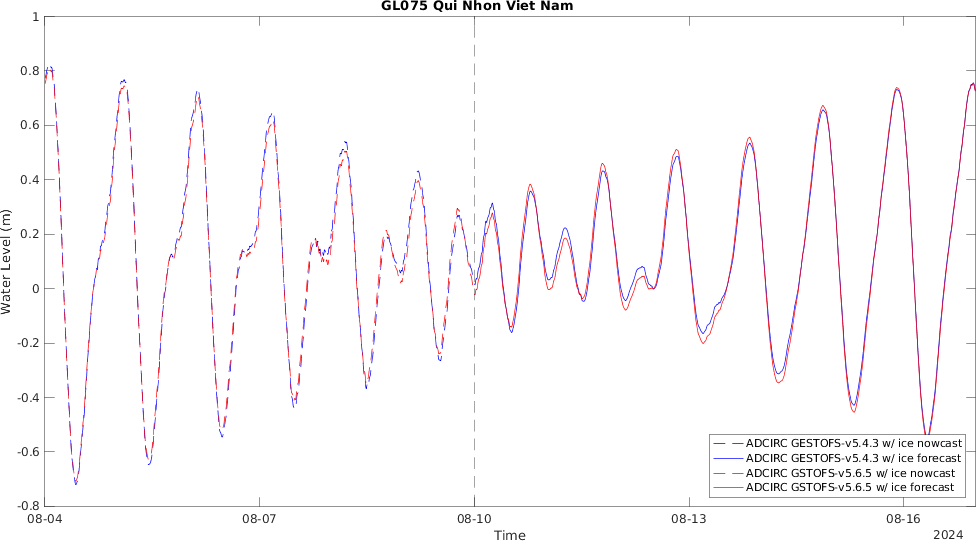 GL075 Qui Nhon Viet Nam
1
0.8
0.6
0.4
0.2
0
-0.2
-0.4
-0.6
-0.8
Water Level (m)
ADCIRC GESTOFS-v5.4.3 w/ ice nowcast
ADCIRC GESTOFS-v5.4.3 w/ ice forecast
ADCIRC GSTOFS-v5.6.5 w/ ice nowcast
ADCIRC GSTOFS-v5.6.5 w/ ice forecast
08-04 08-07 08-10 08-13 08-16
Time
2024